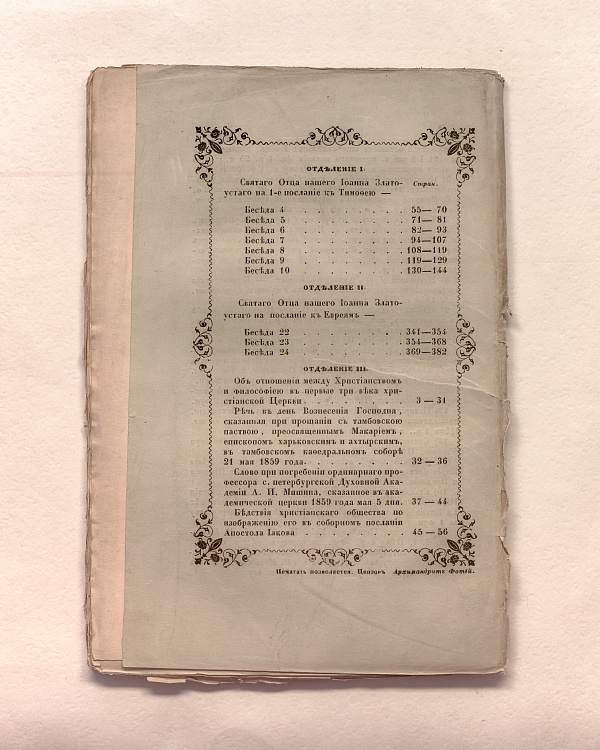 ОТДѢЛЕНІЕ I.
Святаго Отца нашего Іоанна Злато- Стран.
устаго на 1-е посланіе къ Тимоѳею —
Бесѣда 4 . . . . . . . . 55— 70
Бесѣда 5 . . . . . . . . 71— 81
Бесѣда 6 . . . . . . . . 82— 93
Бесѣда 7 . . . . . . . . 94—107
Бесѣда 8 . . . . . . . . 108—119
Бесѣда 9 . . . . . . . . 119—129
Бесѣда 10 . . . . . . . . 130—144
ОТДѢЛЕНІЕ II
Святаго Отца нашего Іоанна Злато-
устаго на посланіе къ Евреямъ —
Бесѣда 22 . . . . . . . . 341—354
Бесѣда 23 . . . . . . . . 354—368
Бесѣда 24 . . . . . . . . 369—382
ОТДѢЛЕНІЕ III.
Объ отношеніи между Христіанствомъ
и Философіею въ первые три вѣка хри-
стіанской Церкви . . . . . . . . 3 — 31
Рѣчь въ день Вознесенія Господня,
сказанная при прощаніи съ тамбовскою
паствою, преосвященнымъ Макаріемъ,
епископомъ харьковскимъ и ахтырскимъ,
въ тамбовскомъ каѳедральномъ соборѣ
21 мая 1859 года . . . . . . . . 32 — 36
Слово при погребеніи ординарнаго про-
фессора с. петербургской Духовной Ака-
деміи А. И. Мишина, сказанное въ ака-
демической церкви 1859 года мая 5 дня. 37 — 44
Бѣдствія христіанскаго общества по
изображенію его въ соборномъ посланіи
Апостола Іакова . . . . . . . . 45 — 56
Печатать позволяется. Цензоръ Архимандритъ Фотій.